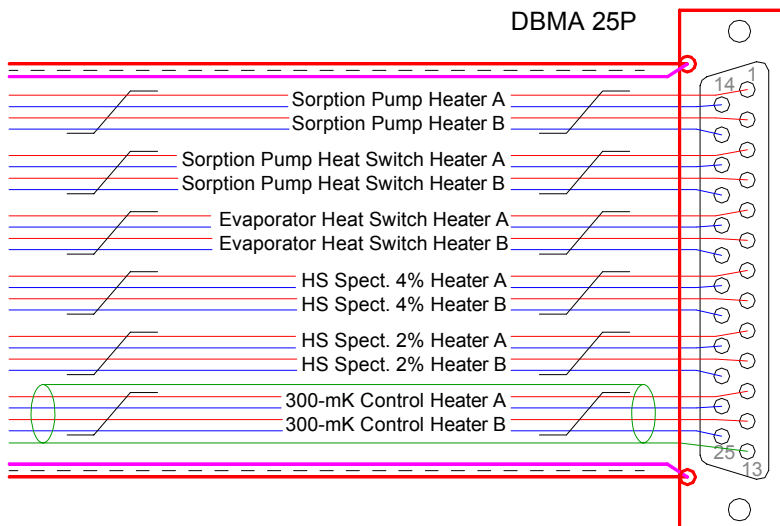 DBMA 25P
1
14
Sorption Pump Heater A
Sorption Pump Heater B
Sorption Pump Heat Switch Heater A
Sorption Pump Heat Switch Heater B
Evaporator Heat Switch Heater A
Evaporator Heat Switch Heater B
HS Spect. 4% Heater A
HS Spect. 4% Heater B
HS Spect. 2% Heater A
HS Spect. 2% Heater B
300-mK Control Heater A
300-mK Control Heater B
25
13